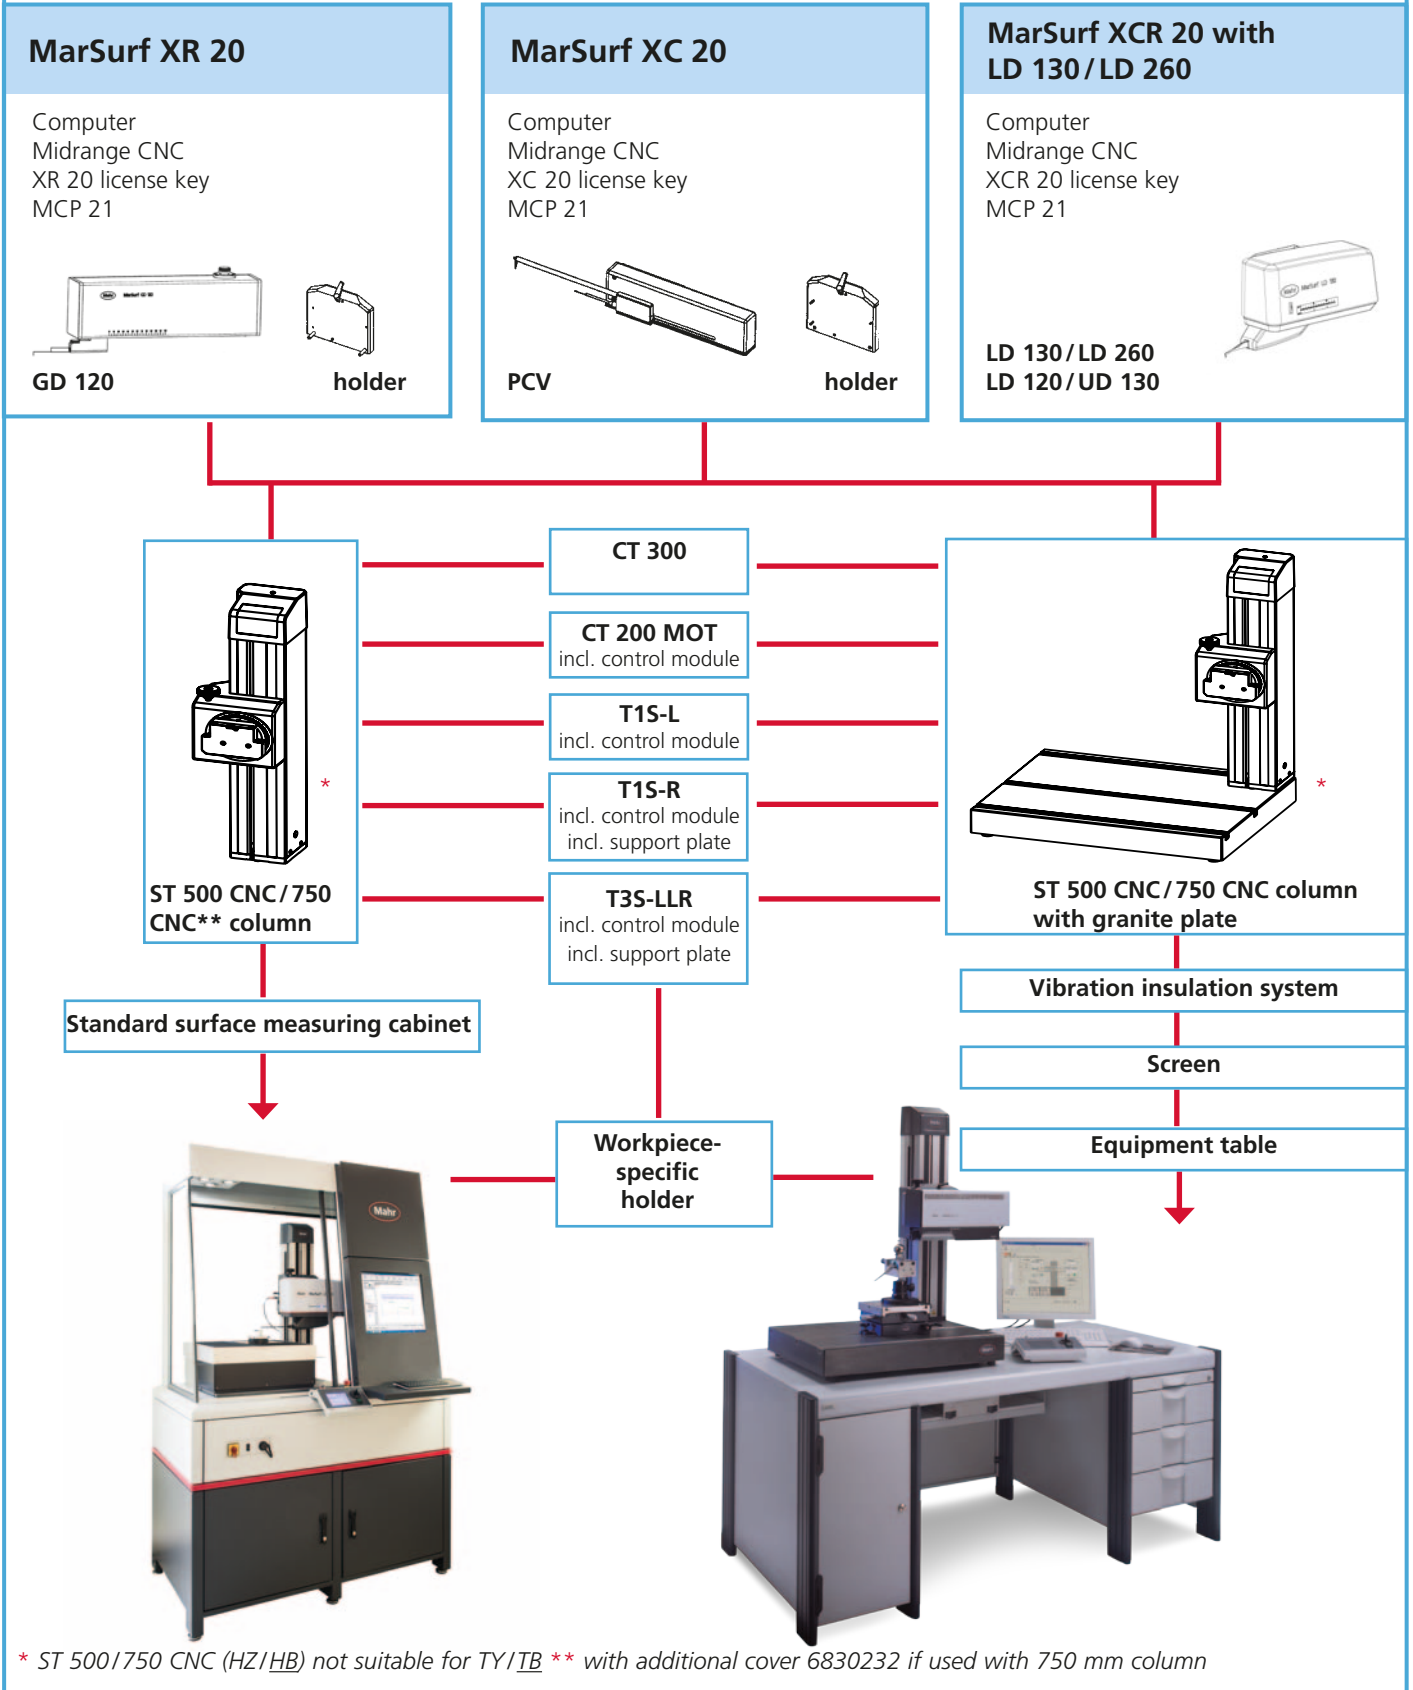 MarSurf XR 20
Computer
Midrange CNC
XR 20 license key
MCP 21
Mahr
GD 120
holder
MarSurf XC 20
Computer
Midrange CNC
XC 20 license key
MCP 21
PCV
holder
MarSurf XCR 20 with
LD 130 / LD 260
Computer
Midrange CNC
XCR 20 license key
MCP 21
Mahr
LD 130 / LD 260
LD 120 / UD 130
CT 300
CT 200 MOT
incl. control module
T1S-L
incl. control module
T1S-R
incl. control module
incl. support plate
T3S-LLR
incl. control module
incl. support plate
*
ST 500 CNC / 750
CNC** column
*
ST 500 CNC / 750 CNC column
with granite plate
Standard surface measuring cabinet
Vibration insulation system
Screen
Equipment table
Workpiece-
specific
holder
Mahr
* ST 500 / 750 CNC (HZ / HB) not suitable for TY / TB ** with additional cover 6830232 if used with 750 mm column